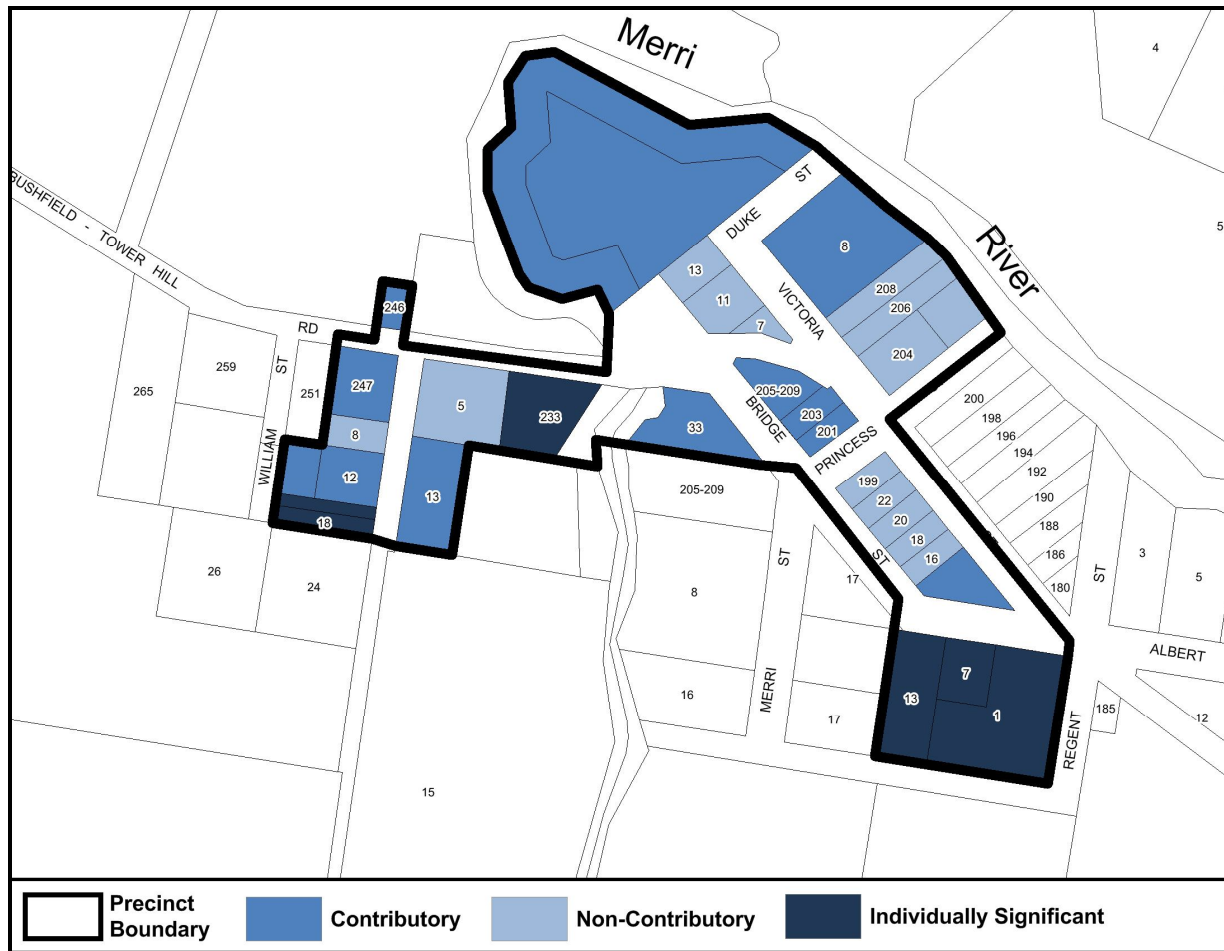 Merri
River
4
5
BUSHFIELD - TOWER HILL
RD
DUKE
ST
VICTORIA
8
13
11
7
208
206
204
246
259
265
251
247
5
233
8
12
13
18
WILLIAM
ST
33
205-209
203
201
BRIDGE
PRINCESS
200
198
196
194
192
190
188
186
180
205-209
199
22
20
18
16
ST
ST
3
5
26
24
8
17
ST
ALBERT
7
13
1
16
MERRI
17
REGENT
185
12
15
Precinct
Boundary
Contributory
Non-Contributory
Individually Significant